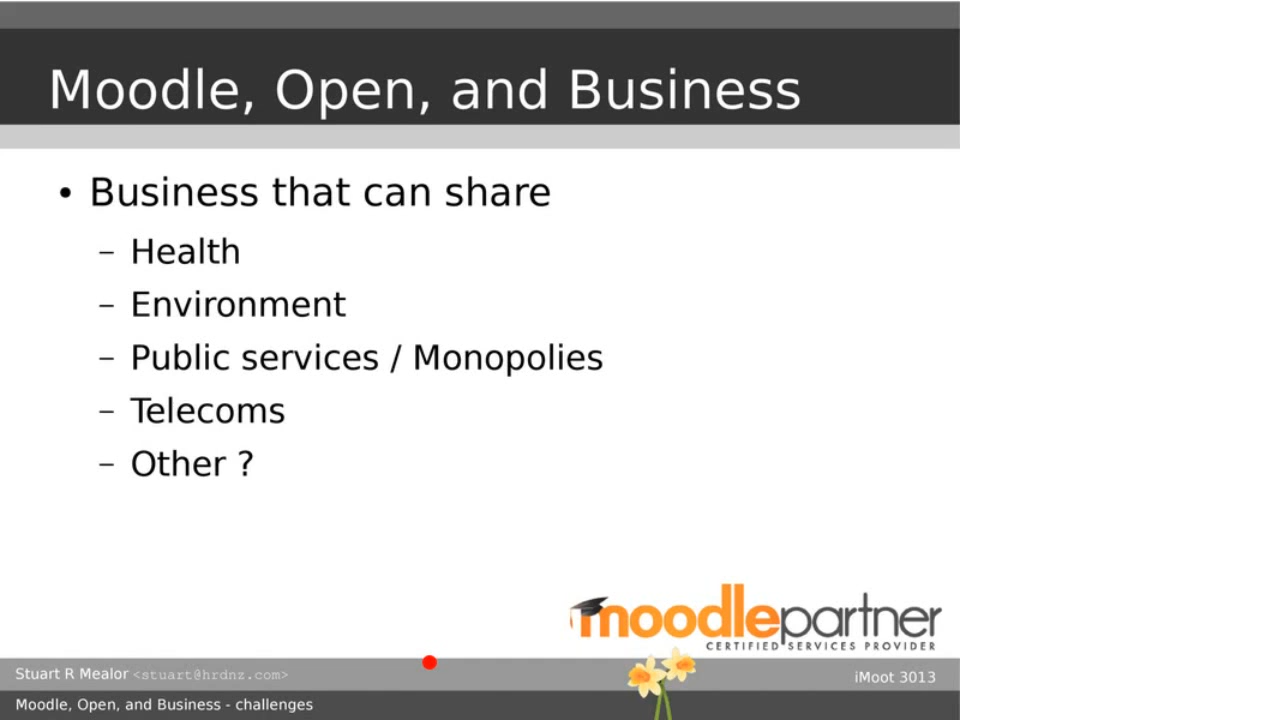 Moodle, Open, and Business
• Business that can share
– Health
– Environment
– Public services / Monopolies
– Telecoms
– Other ?
moodlepartner
CERTIFIED SERVICES PROVIDER
Stuart R Mealor <stuart@hrdnz.com>
iMoot 3013
Moodle, Open, and Business - challenges